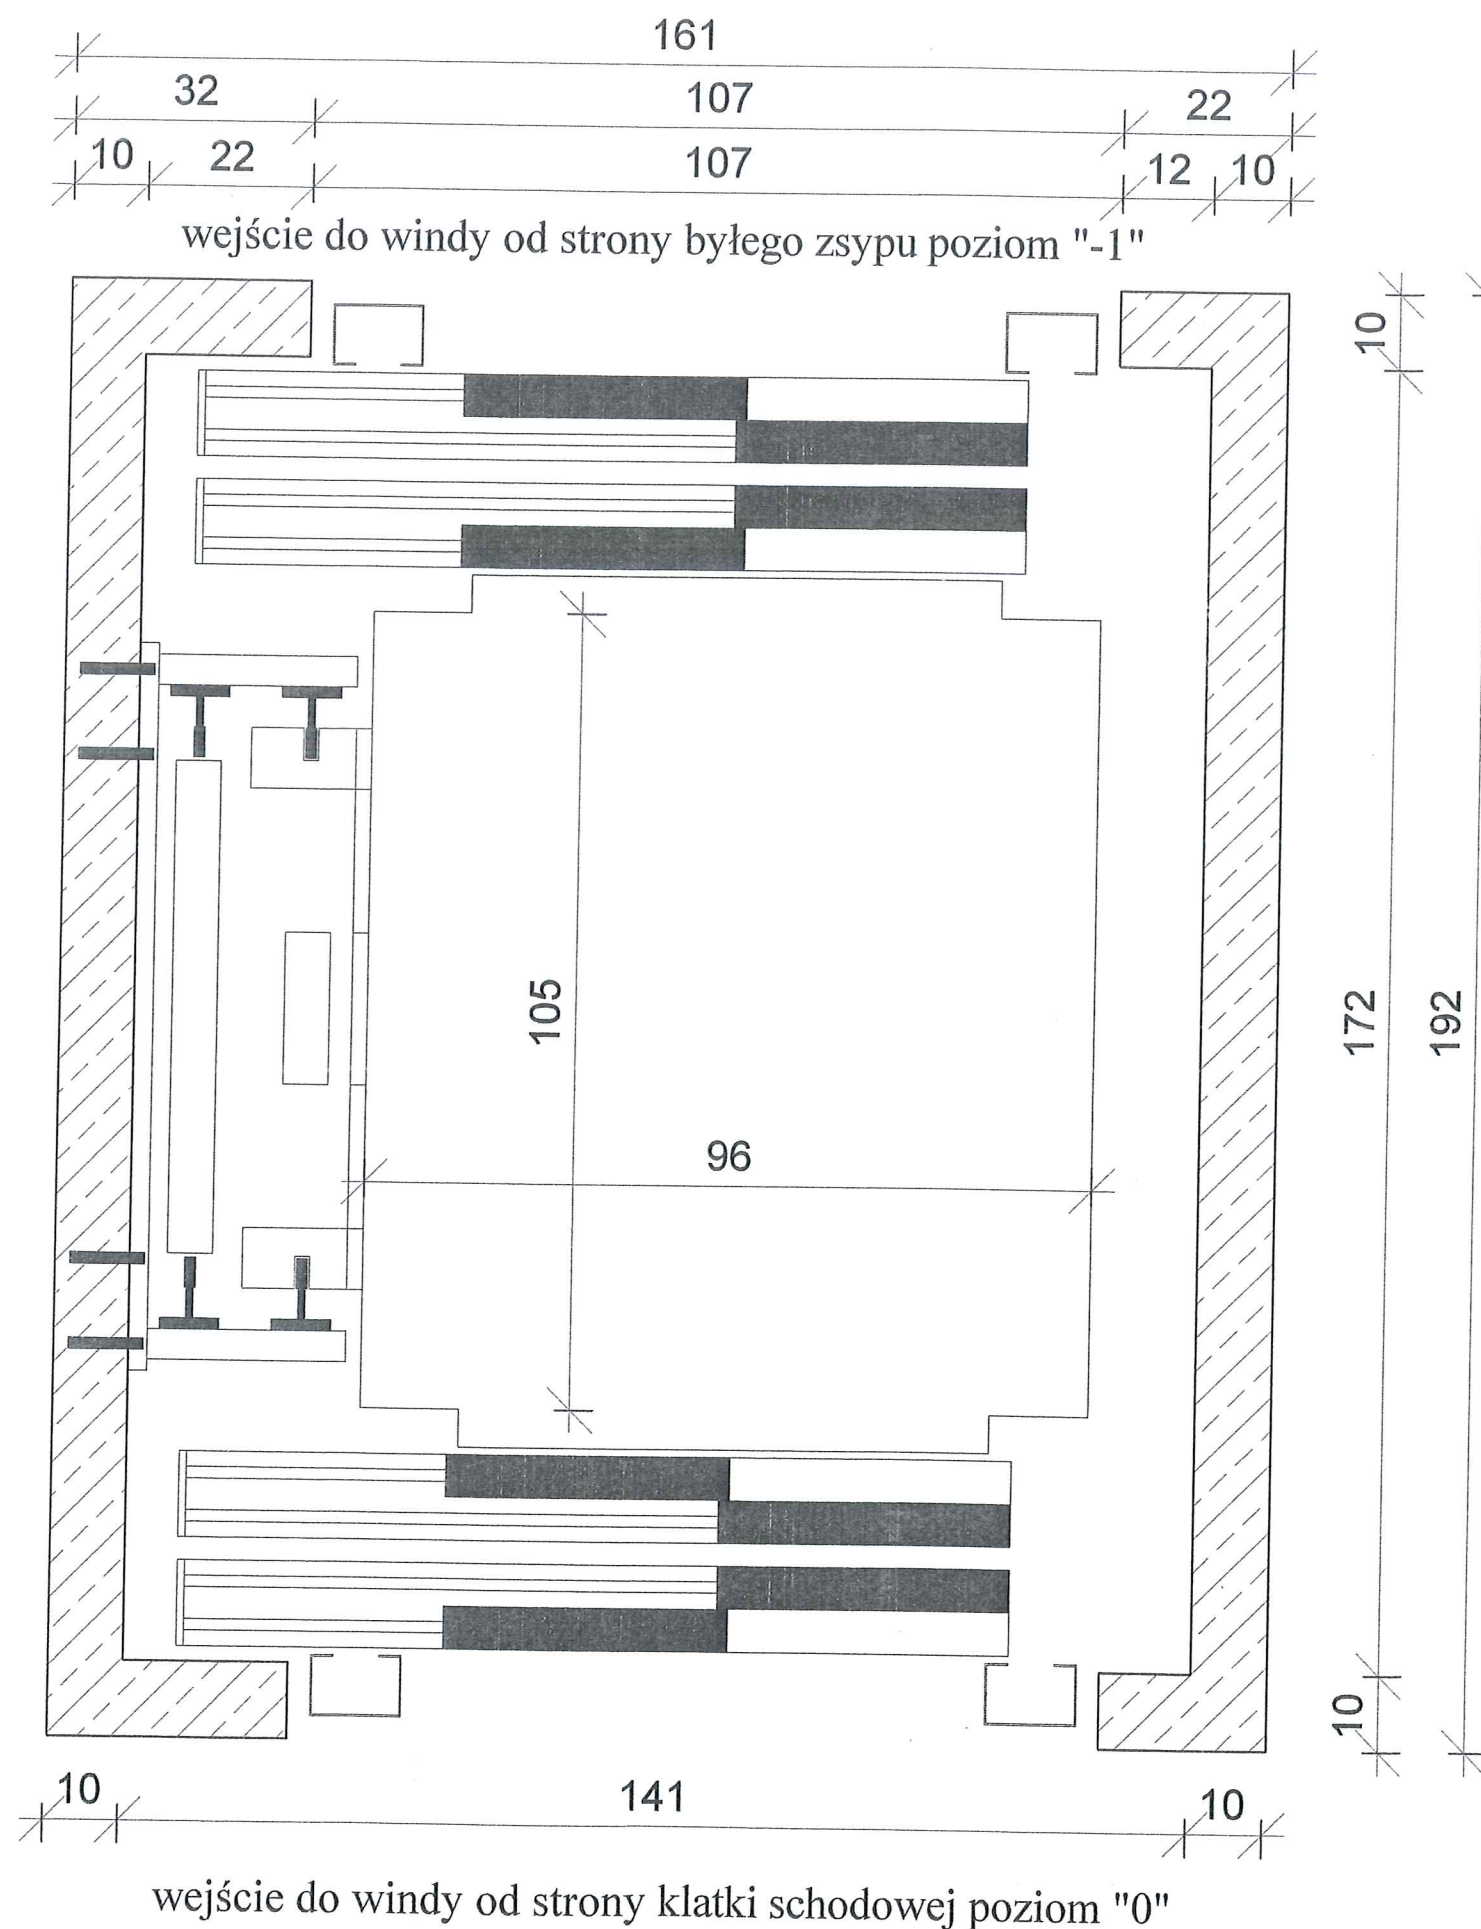 161
32 107 22
10 22 107 12 10
wejście do windy od strony byłego zsypu poziom "-1"
10
105
172
192
96
10
10 141 10
wejście do windy od strony klatki schodowej poziom "0"